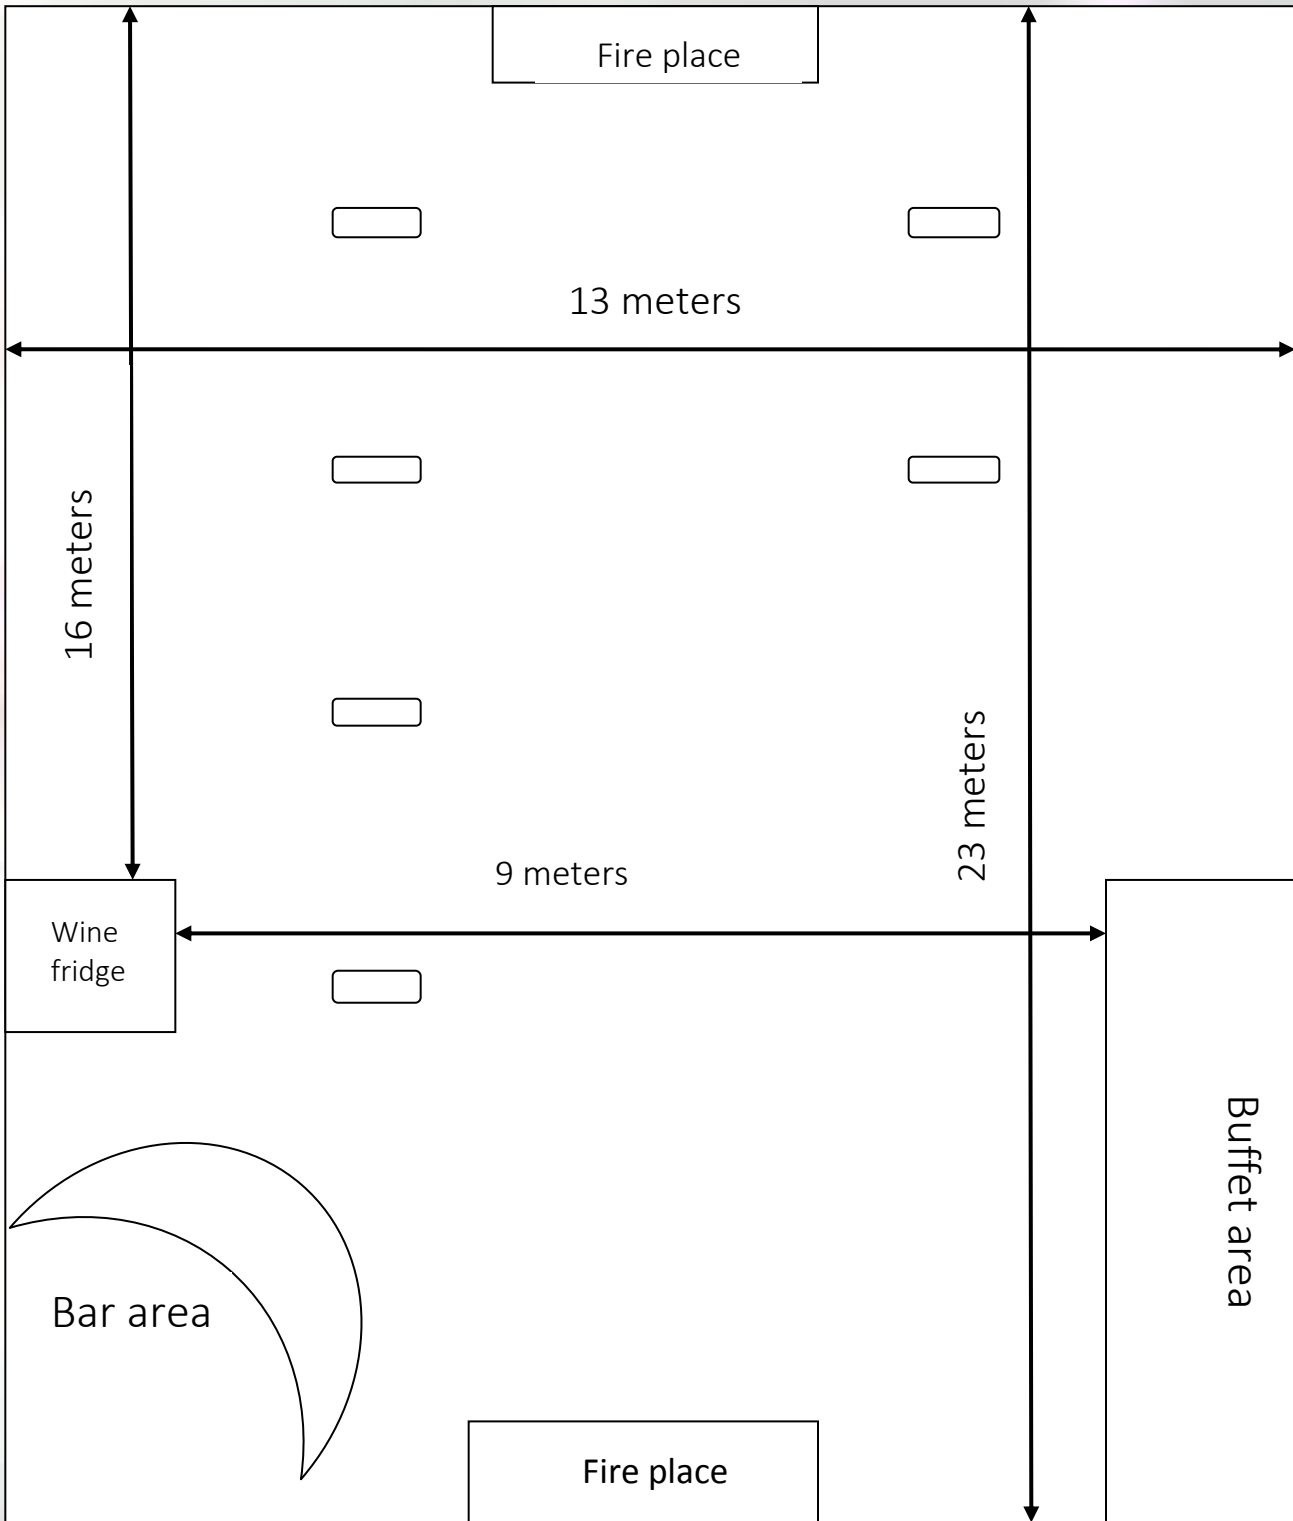 Fire place
13 meters
16 meters
23 meters
9 meters
Wine
fridge
Buffet area
Bar area
Fire place